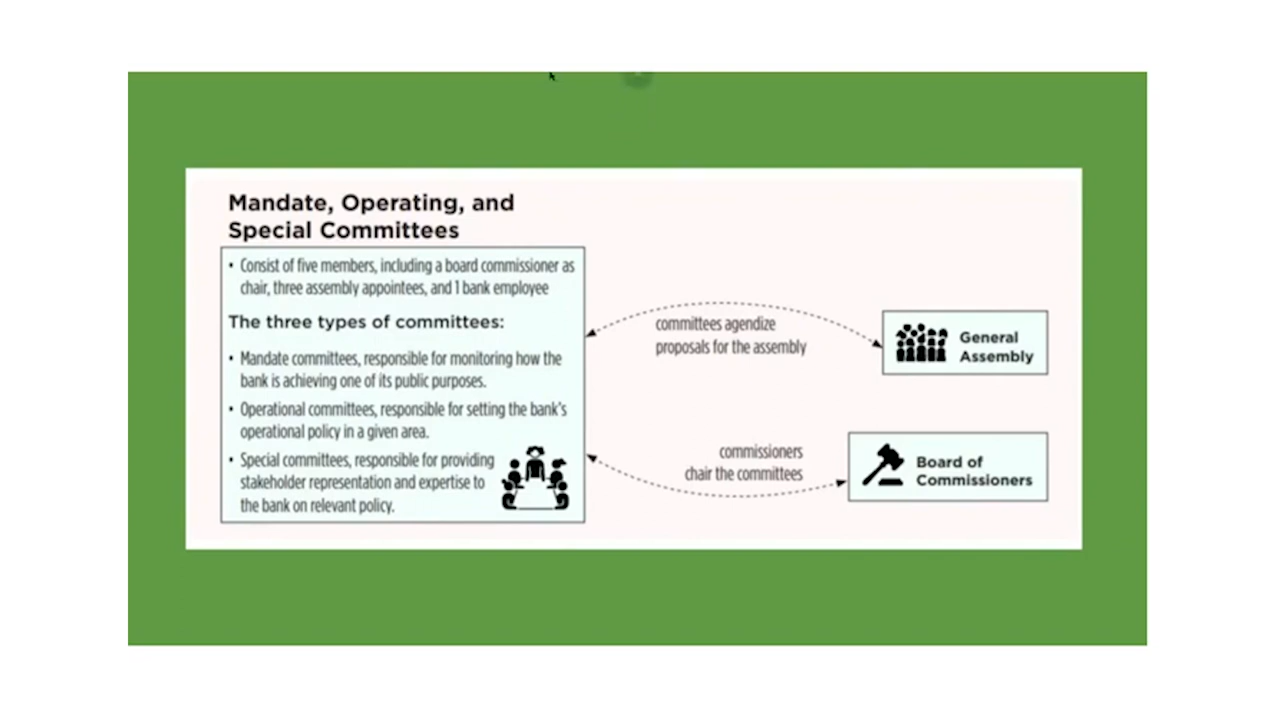 Mandate, Operating, and
Special Committees
• Consist of five members, including a board commissioner as
chair, three assembly appointees, and 1 bank employee
The three types of committees:
• Mandate committees, responsible for monitoring how the
bank is achieving one of its public purposes.
• Operational committees, responsible for setting the bank's
operational policy in a given area.
• Special committees, responsible for providing
stakeholder representation and expertise to
the bank on relevant policy.
committees agendize
proposals for the assembly
General
Assembly
commissioners
chair the committees
Board of
Commissioners